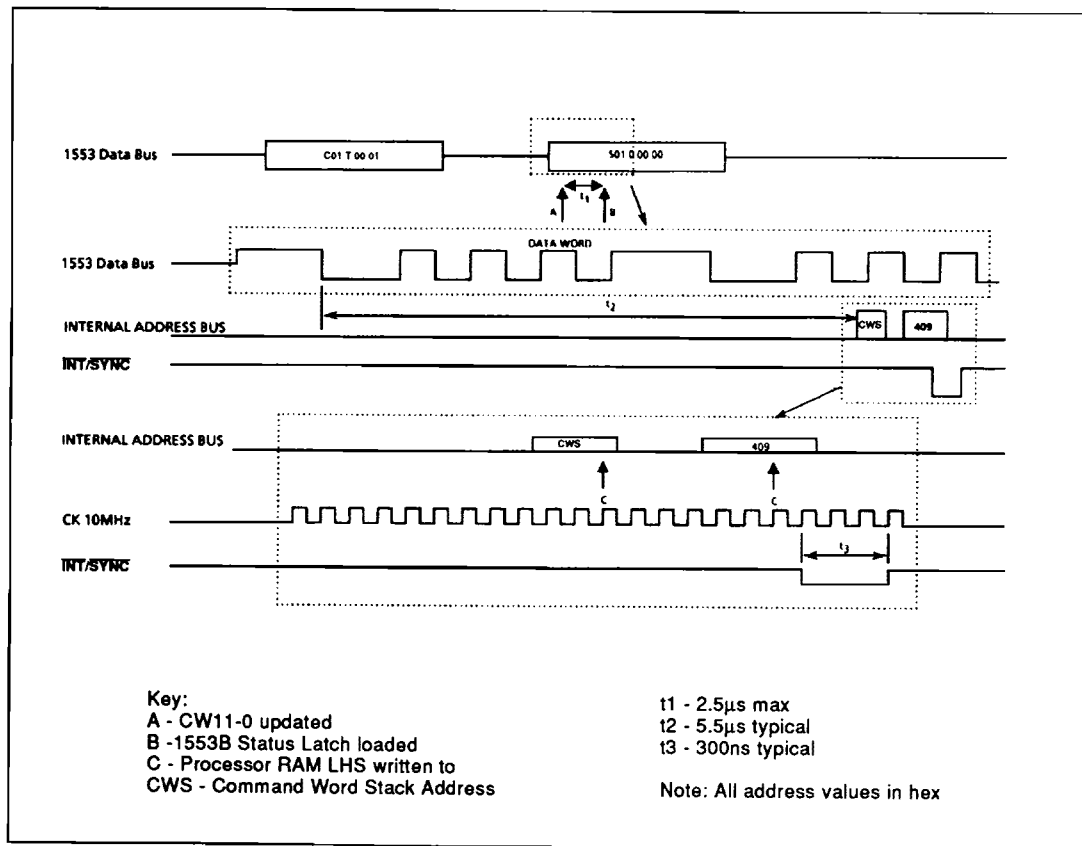 1553 Data Bus
C01 T 00 01
S01 0 00 00
t1
A
B
DATA WORD
1553 Data Bus
t2
INTERNAL ADDRESS BUS
CWS
409
INT/SYNC
INTERNAL ADDRESS BUS
CWS
409
C
C
CK 10MHz
t3
INT/SYNC
Key:
A - CW11-0 updated
B -1553B Status Latch loaded
C - Processor RAM LHS written to
CWS - Command Word Stack Address
t1 - 2.5µs max
t2 - 5.5µs typical
t3 - 300ns typical
Note: All address values in hex